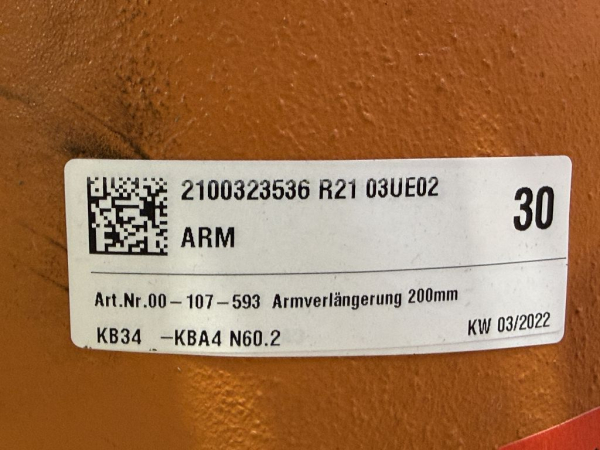 2100323536 R21 03UE02
ARM
30
Art.Nr.00-107-593 Armverlängerung 200mm
KB34 -KBA4 N60.2
KW 03/2022